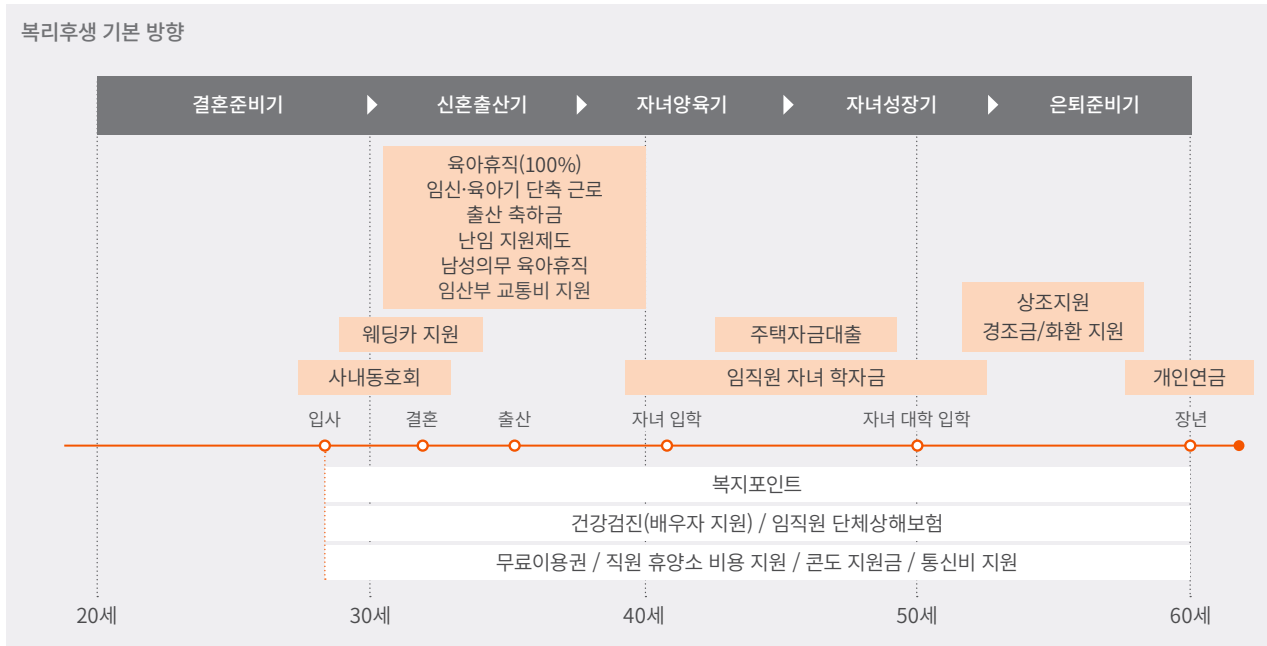 복리후생 기본 방향
결혼준비기
신혼출산기
자녀양육기
자녀성장기
은퇴준비기
육아휴직(100%)
임신·육아기 단축 근로
출산 축하금
난임 지원제도
남성의무 육아휴직
임산부 교통비 지원
상조지원
경조금/화환 지원
웨딩카 지원
주택자금대출
사내동호회
임직원 자녀 학자금
개인연금
입사
결혼
출산
자녀 입학
자녀 대학 입학
장년
복지포인트
건강검진(배우자 지원) / 임직원 단체상해보험
무료이용권 / 직원 휴양소 비용 지원 / 콘도 지원금 / 통신비 지원
20세
30세
40세
50세
60세